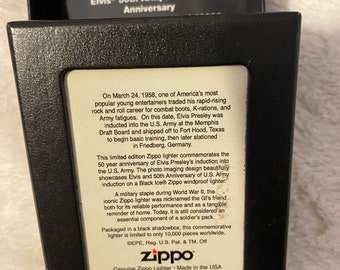 Elvis® 50th Army
Anniversary
On March 24, 1958, one of America's most
popular young entertainers traded his rapid-rising
rock and roll career for combat boots, K-rations, and
Army fatigues. On this date, Elvis Presley was
inducted into the U.S. Army at the Memphis
Draft Board and shipped off to Fort Hood, Texas
to begin basic training, then later stationed
in Friedberg, Germany.
This limited edition Zippo lighter commemorates the
50 year anniversary of Elvis Presley's induction into
the U.S. Army. The photo imaging design beautifully
showcases Elvis and 50th Anniversary of U.S. Army
induction on a Black Ice® Zippo windproof lighter.
A military staple during World War II, the
iconic Zippo lighter was nicknamed the GI's friend
both for its reliable performance and as a tangible
reminder of home. Today, it is still considered an
essential component of a soldier's pack.
Packaged in a black shadowbox, this commemorative
lighter is limited to only 10,000 pieces worldwide.
©EPE, Reg. U.S. Pat. & TM. Off
zippo
Genuine Zippo Lighter • Made in the USA